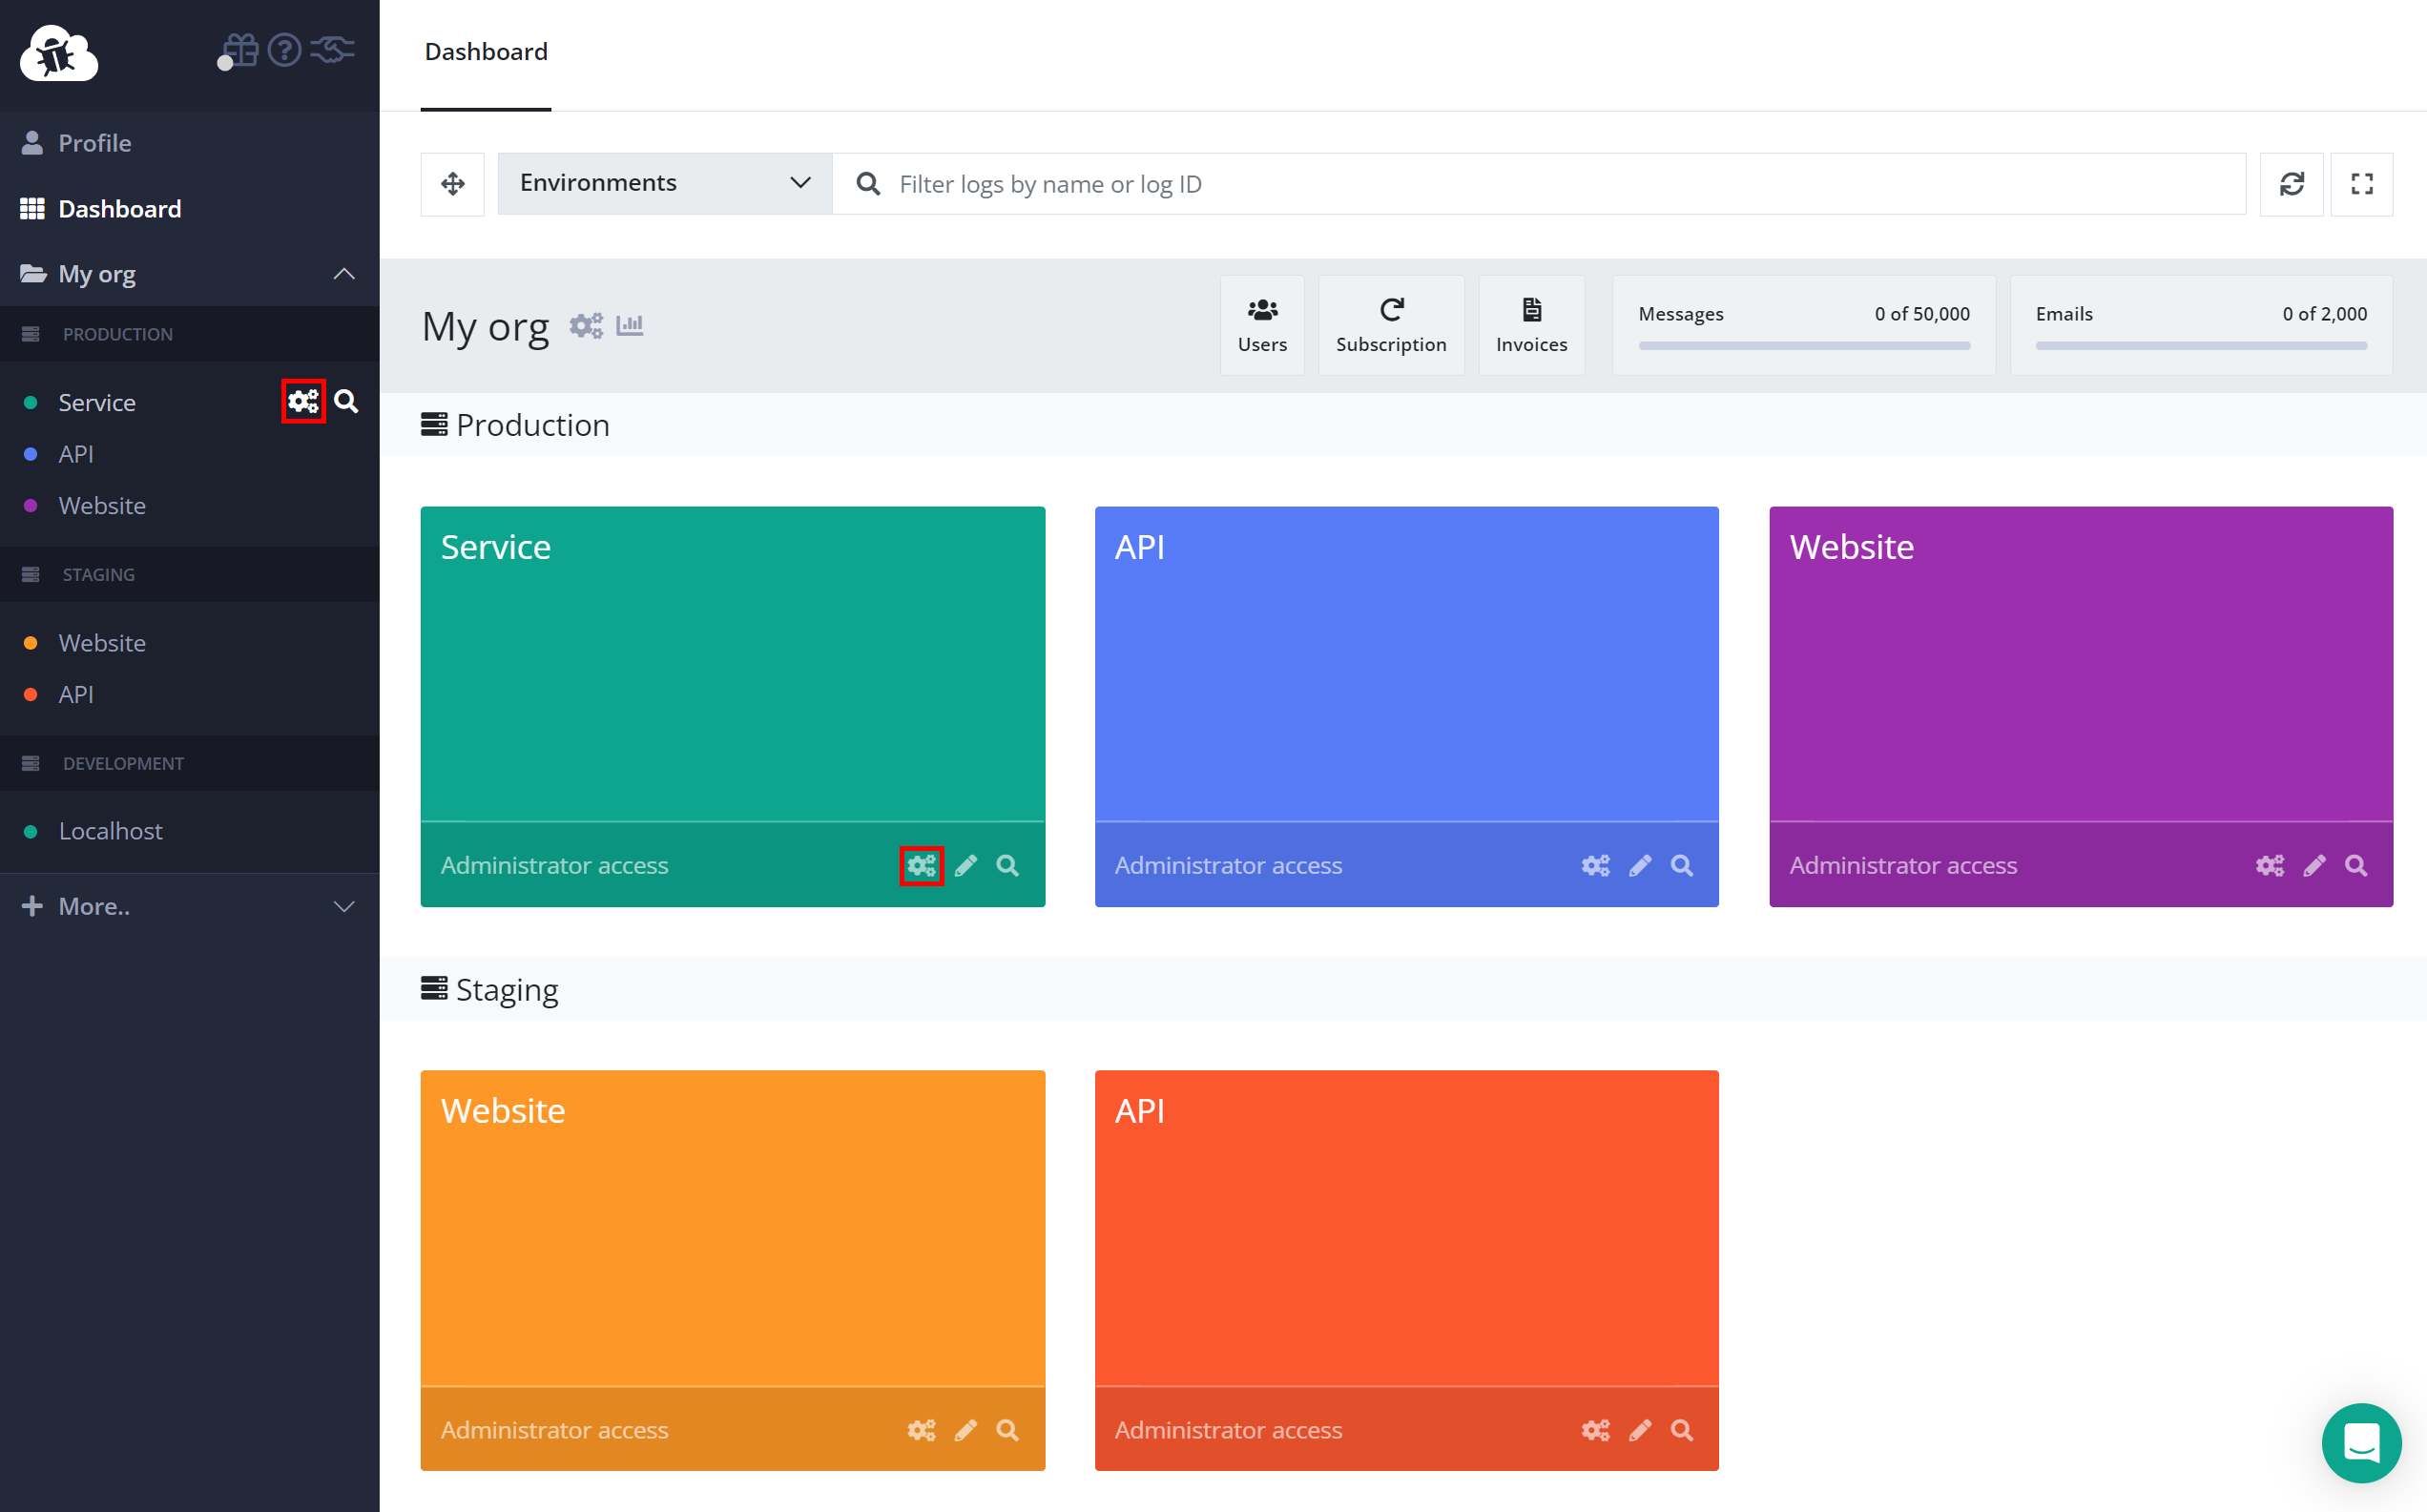 Profile
Dashboard
My org
PRODUCTION
Service
API
Website
STAGING
Website
API
DEVELOPMENT
Localhost
More..
Dashboard
Environments
Filter logs by name or log ID
My org
Users
Subscription
Invoices
Messages 0 of 50,000
Emails 0 of 2,000
Production
Service
Administrator access
API
Administrator access
Website
Administrator access
Staging
Website
Administrator access
API
Administrator access